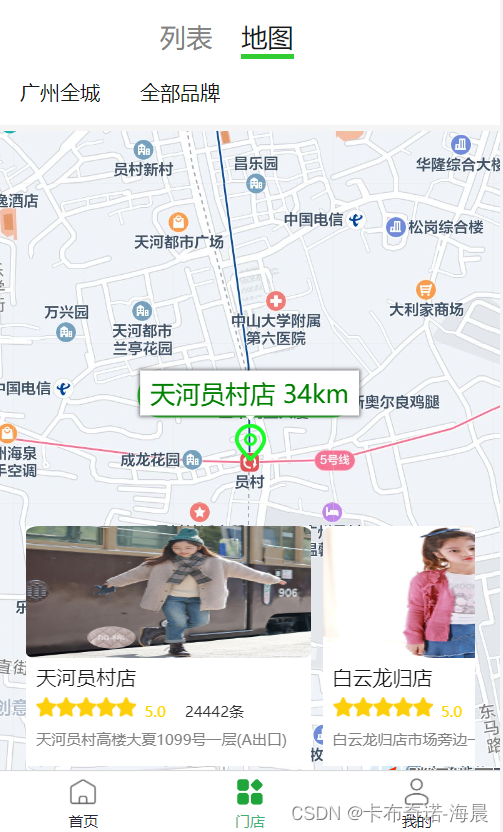 列表 地图
广州全城 全部品牌
员村新村
昌乐园
华隆综合大楼
逸酒店
中国电信
松岗综合楼
天河都市广场
大利家商场
万兴园
天河都市
兰亭花园
中山大学附属
第六医院
中国电信
天河员村店 34km
新奥尔良鸡腿
州海泉
手空调
成龙花园
5号线
员村
906
天河员村店
5.0 24442条
天河员村高楼大夏1099号一层(A出口)
白云龙归店
5.0
白云龙归店市场旁边一
直街
创意
东马路
首页 门店 我的
CSDN @卡布奇诺-海晨